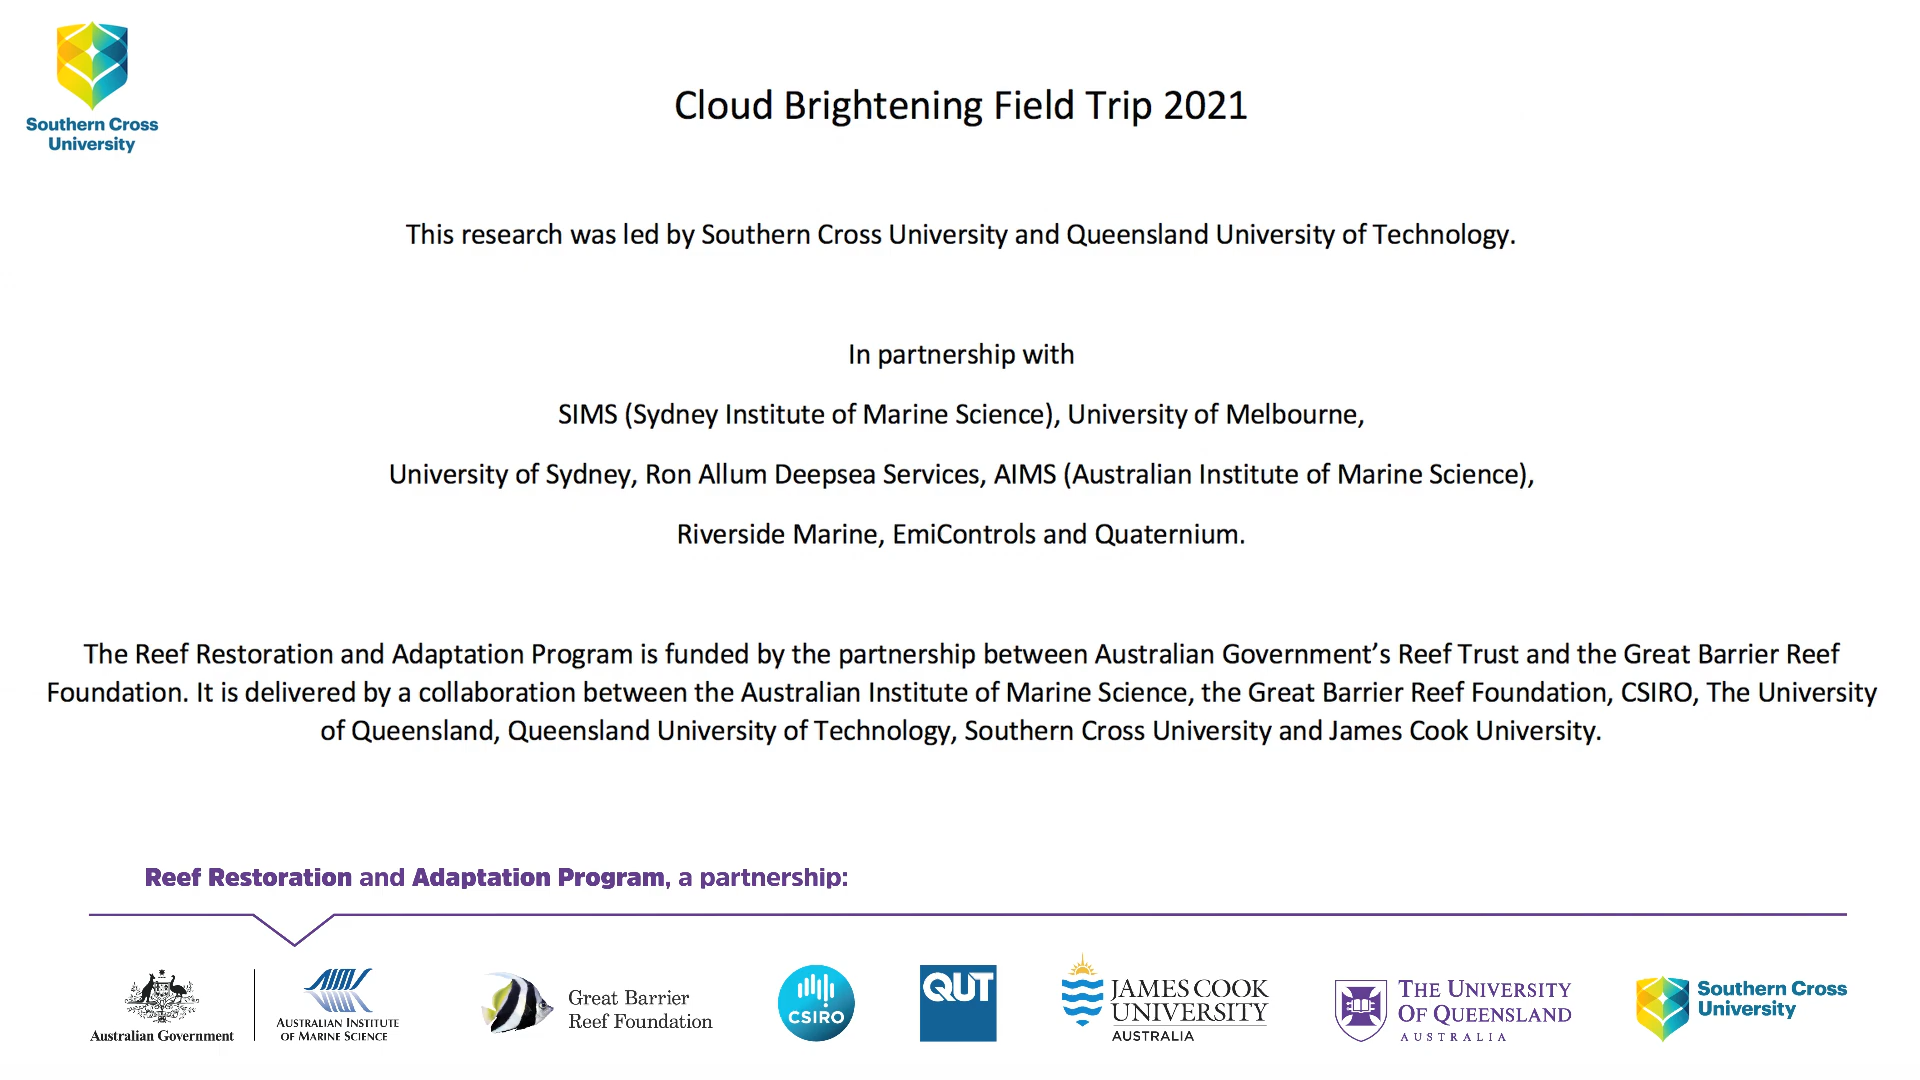 Southern Cross
University
Cloud Brightening Field Trip 2021
This research was led by Southern Cross University and Queensland University of Technology.
In partnership with
SIMS (Sydney Institute of Marine Science), University of Melbourne,
University of Sydney, Ron Allum Deepsea Services, AIMS (Australian Institute of Marine Science),
Riverside Marine, EmiControls and Quaternium.
The Reef Restoration and Adaptation Program is funded by the partnership between Australian Government’s Reef Trust and the Great Barrier Reef
Foundation. It is delivered by a collaboration between the Australian Institute of Marine Science, the Great Barrier Reef Foundation, CSIRO, The University
of Queensland, Queensland University of Technology, Southern Cross University and James Cook University.
Reef Restoration and Adaptation Program, a partnership:
Australian Government
AIMS
AUSTRALIAN INSTITUTE
OF MARINE SCIENCE
Great Barrier
Reef Foundation
CSIRO
QUT
JAMES COOK
UNIVERSITY
AUSTRALIA
THE UNIVERSITY
OF QUEENSLAND
AUSTRALIA
Southern Cross
University